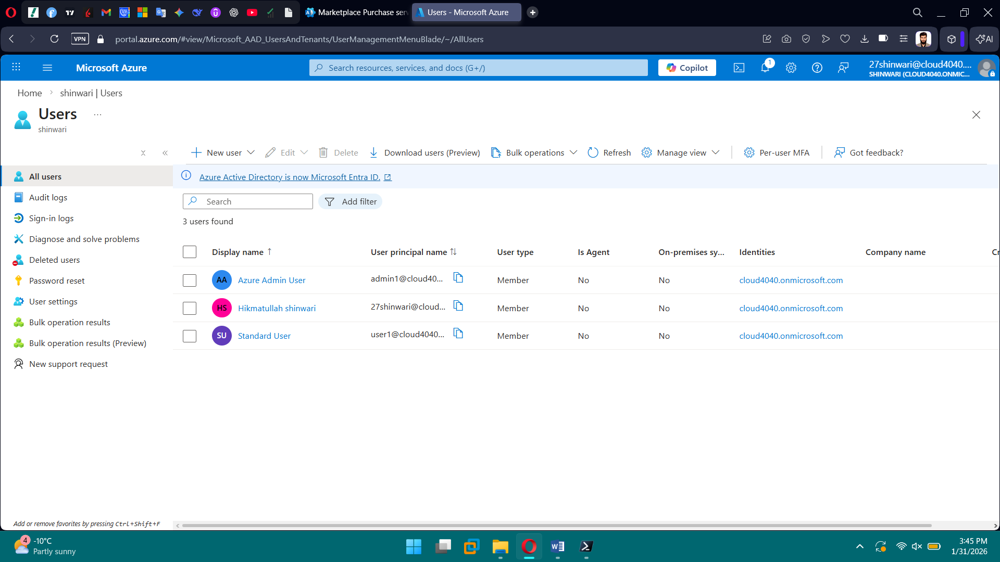 Marketplace Purchase ser
Users - Microsoft Azure
VPN
portal.azure.com/#view/Microsoft_AAD_UsersAndTenants/UserManagementMenuBlade/~/AllUsers
AI
Microsoft Azure
Search resources, services, and docs (G+/)
Copilot
1
27shinwari@cloud4040....
SHINWARI (CLOUD4040.ONMIC...
Home
shinwari | Users
Users
...
shinwari
New user
Edit
Delete
Download users (Preview)
Bulk operations
Refresh
Manage view
Per-user MFA
Got feedback?
All users
Audit logs
Sign-in logs
Diagnose and solve problems
Deleted users
Password reset
User settings
Bulk operation results
Bulk operation results (Preview)
New support request
Azure Active Directory is now Microsoft Entra ID.
Search
Add filter
3 users found
Display name
User principal name
User type
Is Agent
On-premises sy...
Identities
Company name
Cr
AA
Azure Admin User
admin1@cloud40...
Member
No
No
cloud4040.onmicrosoft.com
HS
Hikmatullah shinwari
27shinwari@cloud...
Member
No
No
cloud4040.onmicrosoft.com
SU
Standard User
user1@cloud4040...
Member
No
No
cloud4040.onmicrosoft.com
Add or remove favorites by pressing Ctrl+Shift+F
4
-10°C
Partly sunny
3:45 PM
1/31/2026